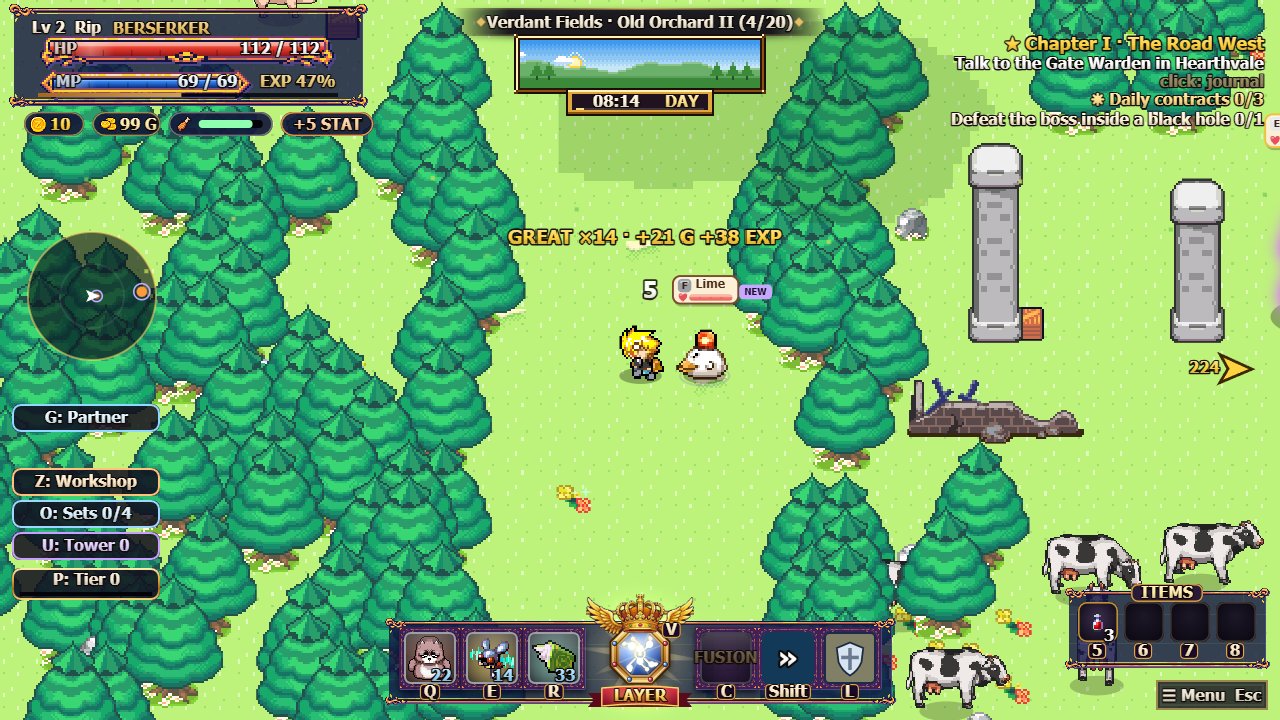 Lv 2 Rip BERSERKER
HP 112 / 112
MP 69 / 69 EXP 47%
10 99 G +5 STAT
Verdant Fields · Old Orchard II (4/20)
08:14 DAY
★ Chapter I · The Road West
Talk to the Gate Warden in Hearthvale
click: journal
Daily contracts 0/3
Defeat the boss inside a black hole 0/1
E
GREAT ×14 · +21 G +38 EXP
5 F Lime NEW
224
G: Partner
Z: Workshop
O: Sets 0/4
U: Tower 0
P: Tier 0
22 14 33 V FUSION
Q E R LAYER C Shift L
ITEMS
3
5 6 7 8
Menu Esc